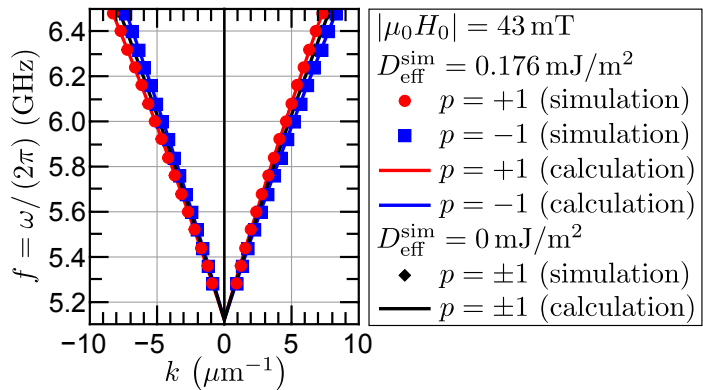 6.4
6.2
6.0
5.8
5.6
5.4
5.2
f = ω/(2π) (GHz)
−10 −5 0 5 10
k (μm⁻¹)
|μ₀H₀| = 43 mT
D_eff^sim = 0.176 mJ/m²
p = +1 (simulation)
p = −1 (simulation)
p = +1 (calculation)
p = −1 (calculation)
D_eff^sim = 0 mJ/m²
p = ±1 (simulation)
p = ±1 (calculation)